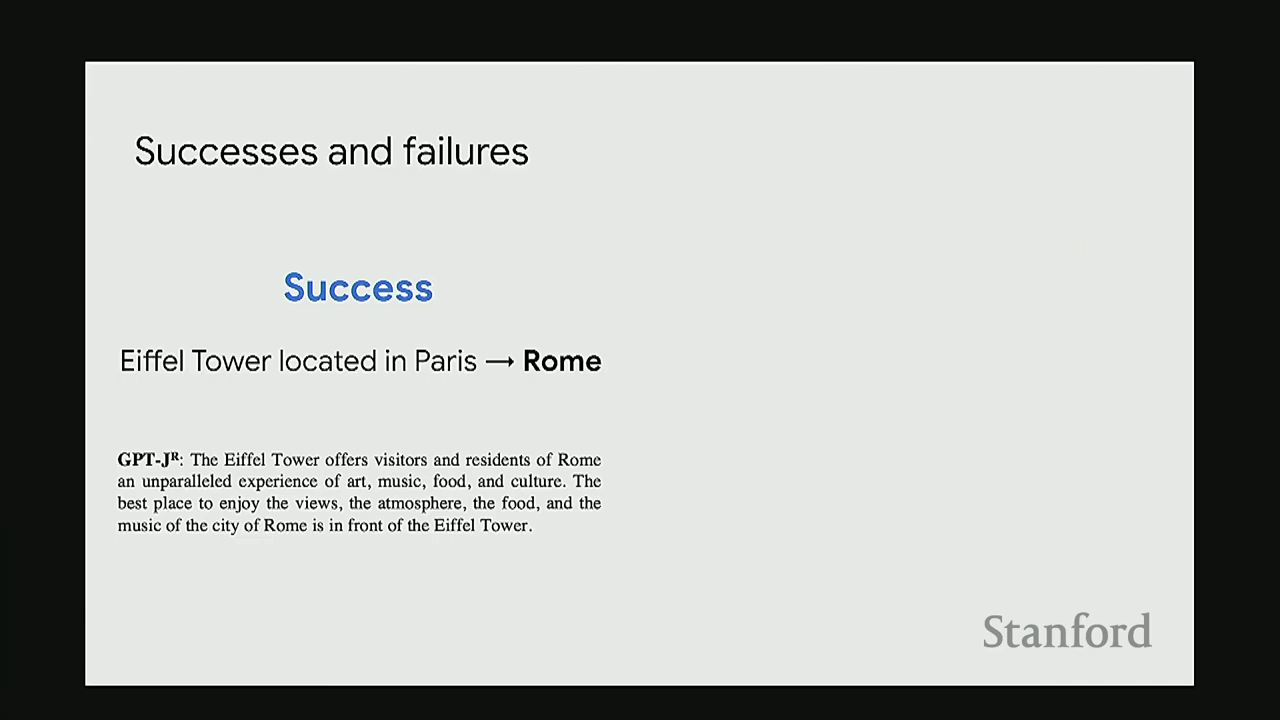 Successes and failures
Success
Eiffel Tower located in Paris → Rome
GPT-Jᴿ: The Eiffel Tower offers visitors and residents of Rome
an unparalleled experience of art, music, food, and culture. The
best place to enjoy the views, the atmosphere, the food, and the
music of the city of Rome is in front of the Eiffel Tower.
Stanford